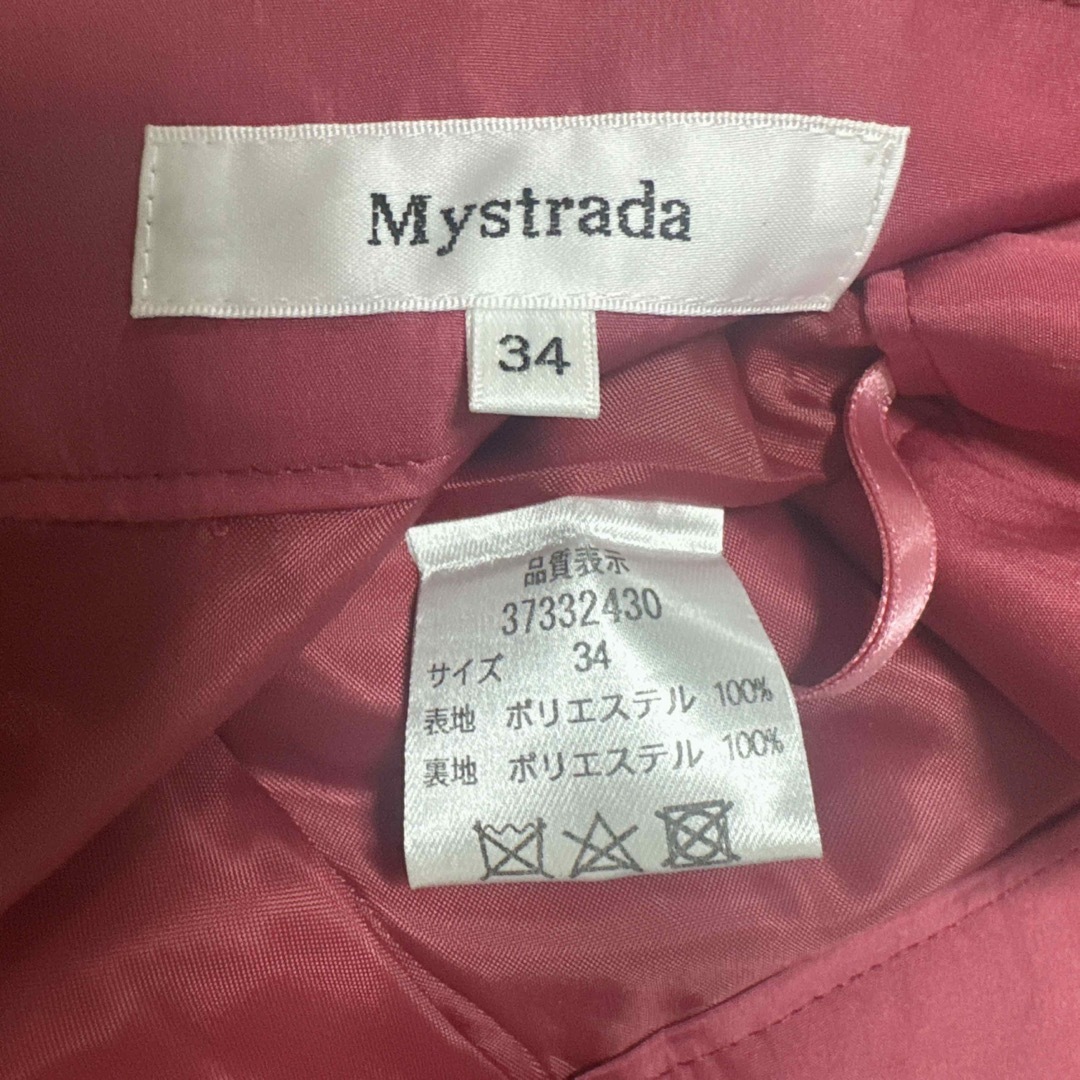 Mystrada
34
品質表示
37332430
サイズ 34
表地 ポリエステル 100%
裏地 ポリエステル 100%